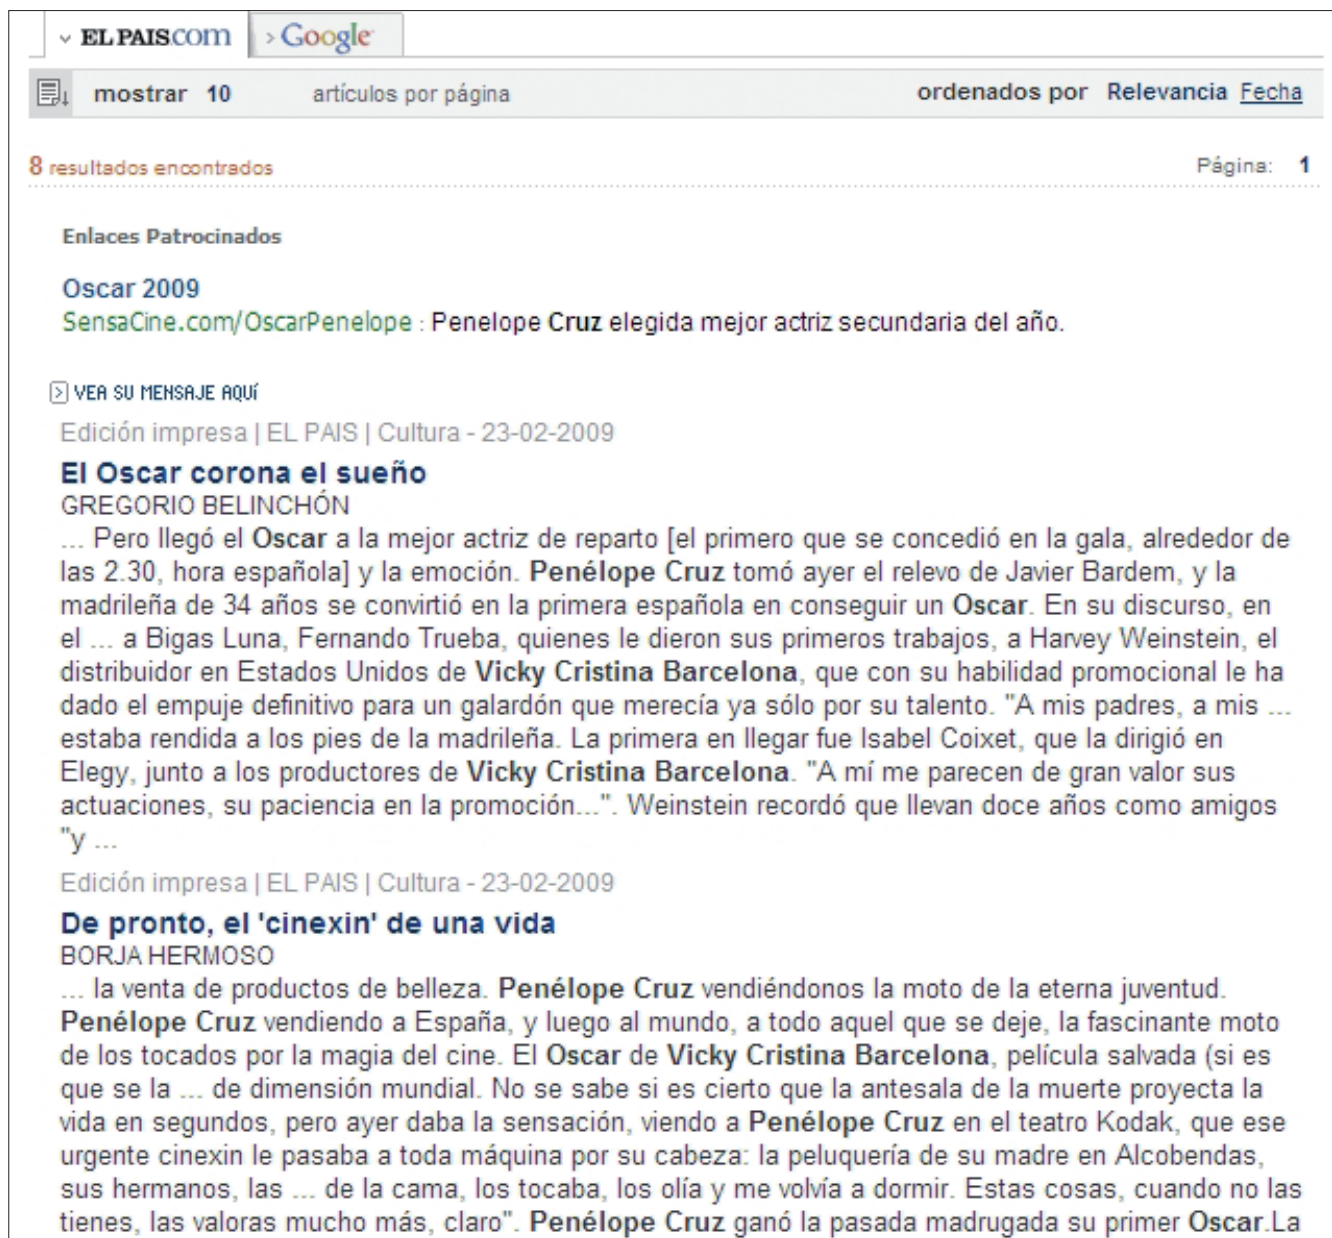 EL PAIS.COM > Google
mostrar 10 artículos por página ordenados por Relevancia Fecha
8 resultados encontrados Página: 1
Enlaces Patrocinados
Oscar 2009
SensaCine.com/OscarPenelope : Penelope Cruz elegida mejor actriz secundaria del año.
> VEA SU MENSAJE AQUÍ
Edición impresa | EL PAIS | Cultura - 23-02-2009
El Oscar corona el sueño
GREGORIO BELINCHÓN
... Pero llegó el Oscar a la mejor actriz de reparto [el primero que se concedió en la gala, alrededor de
las 2.30, hora española] y la emoción. Penélope Cruz tomó ayer el relevo de Javier Bardem, y la
madrileña de 34 años se convirtió en la primera española en conseguir un Oscar. En su discurso, en
el ... a Bigas Luna, Fernando Trueba, quienes le dieron sus primeros trabajos, a Harvey Weinstein, el
distribuidor en Estados Unidos de Vicky Cristina Barcelona, que con su habilidad promocional le ha
dado el empuje definitivo para un galardón que merecía ya sólo por su talento. "A mis padres, a mis ...
estaba rendida a los pies de la madrileña. La primera en llegar fue Isabel Coixet, que la dirigió en
Elegy, junto a los productores de Vicky Cristina Barcelona. "A mí me parecen de gran valor sus
actuaciones, su paciencia en la promoción...". Weinstein recordó que llevan doce años como amigos
"y ...
Edición impresa | EL PAIS | Cultura - 23-02-2009
De pronto, el 'cinexin' de una vida
BORJA HERMOSO
... la venta de productos de belleza. Penélope Cruz vendiéndonos la moto de la eterna juventud.
Penélope Cruz vendiendo a España, y luego al mundo, a todo aquel que se deje, la fascinante moto
de los tocados por la magia del cine. El Oscar de Vicky Cristina Barcelona, película salvada (si es
que se la ... de dimensión mundial. No se sabe si es cierto que la antesala de la muerte proyecta la
vida en segundos, pero ayer daba la sensación, viendo a Penélope Cruz en el teatro Kodak, que ese
urgente cinexin le pasaba a toda máquina por su cabeza: la peluquería de su madre en Alcobendas,
sus hermanos, las ... de la cama, los tocaba, los olía y me volvía a dormir. Estas cosas, cuando no las
tienes, las valoras mucho más, claro". Penélope Cruz ganó la pasada madrugada su primer Oscar.La